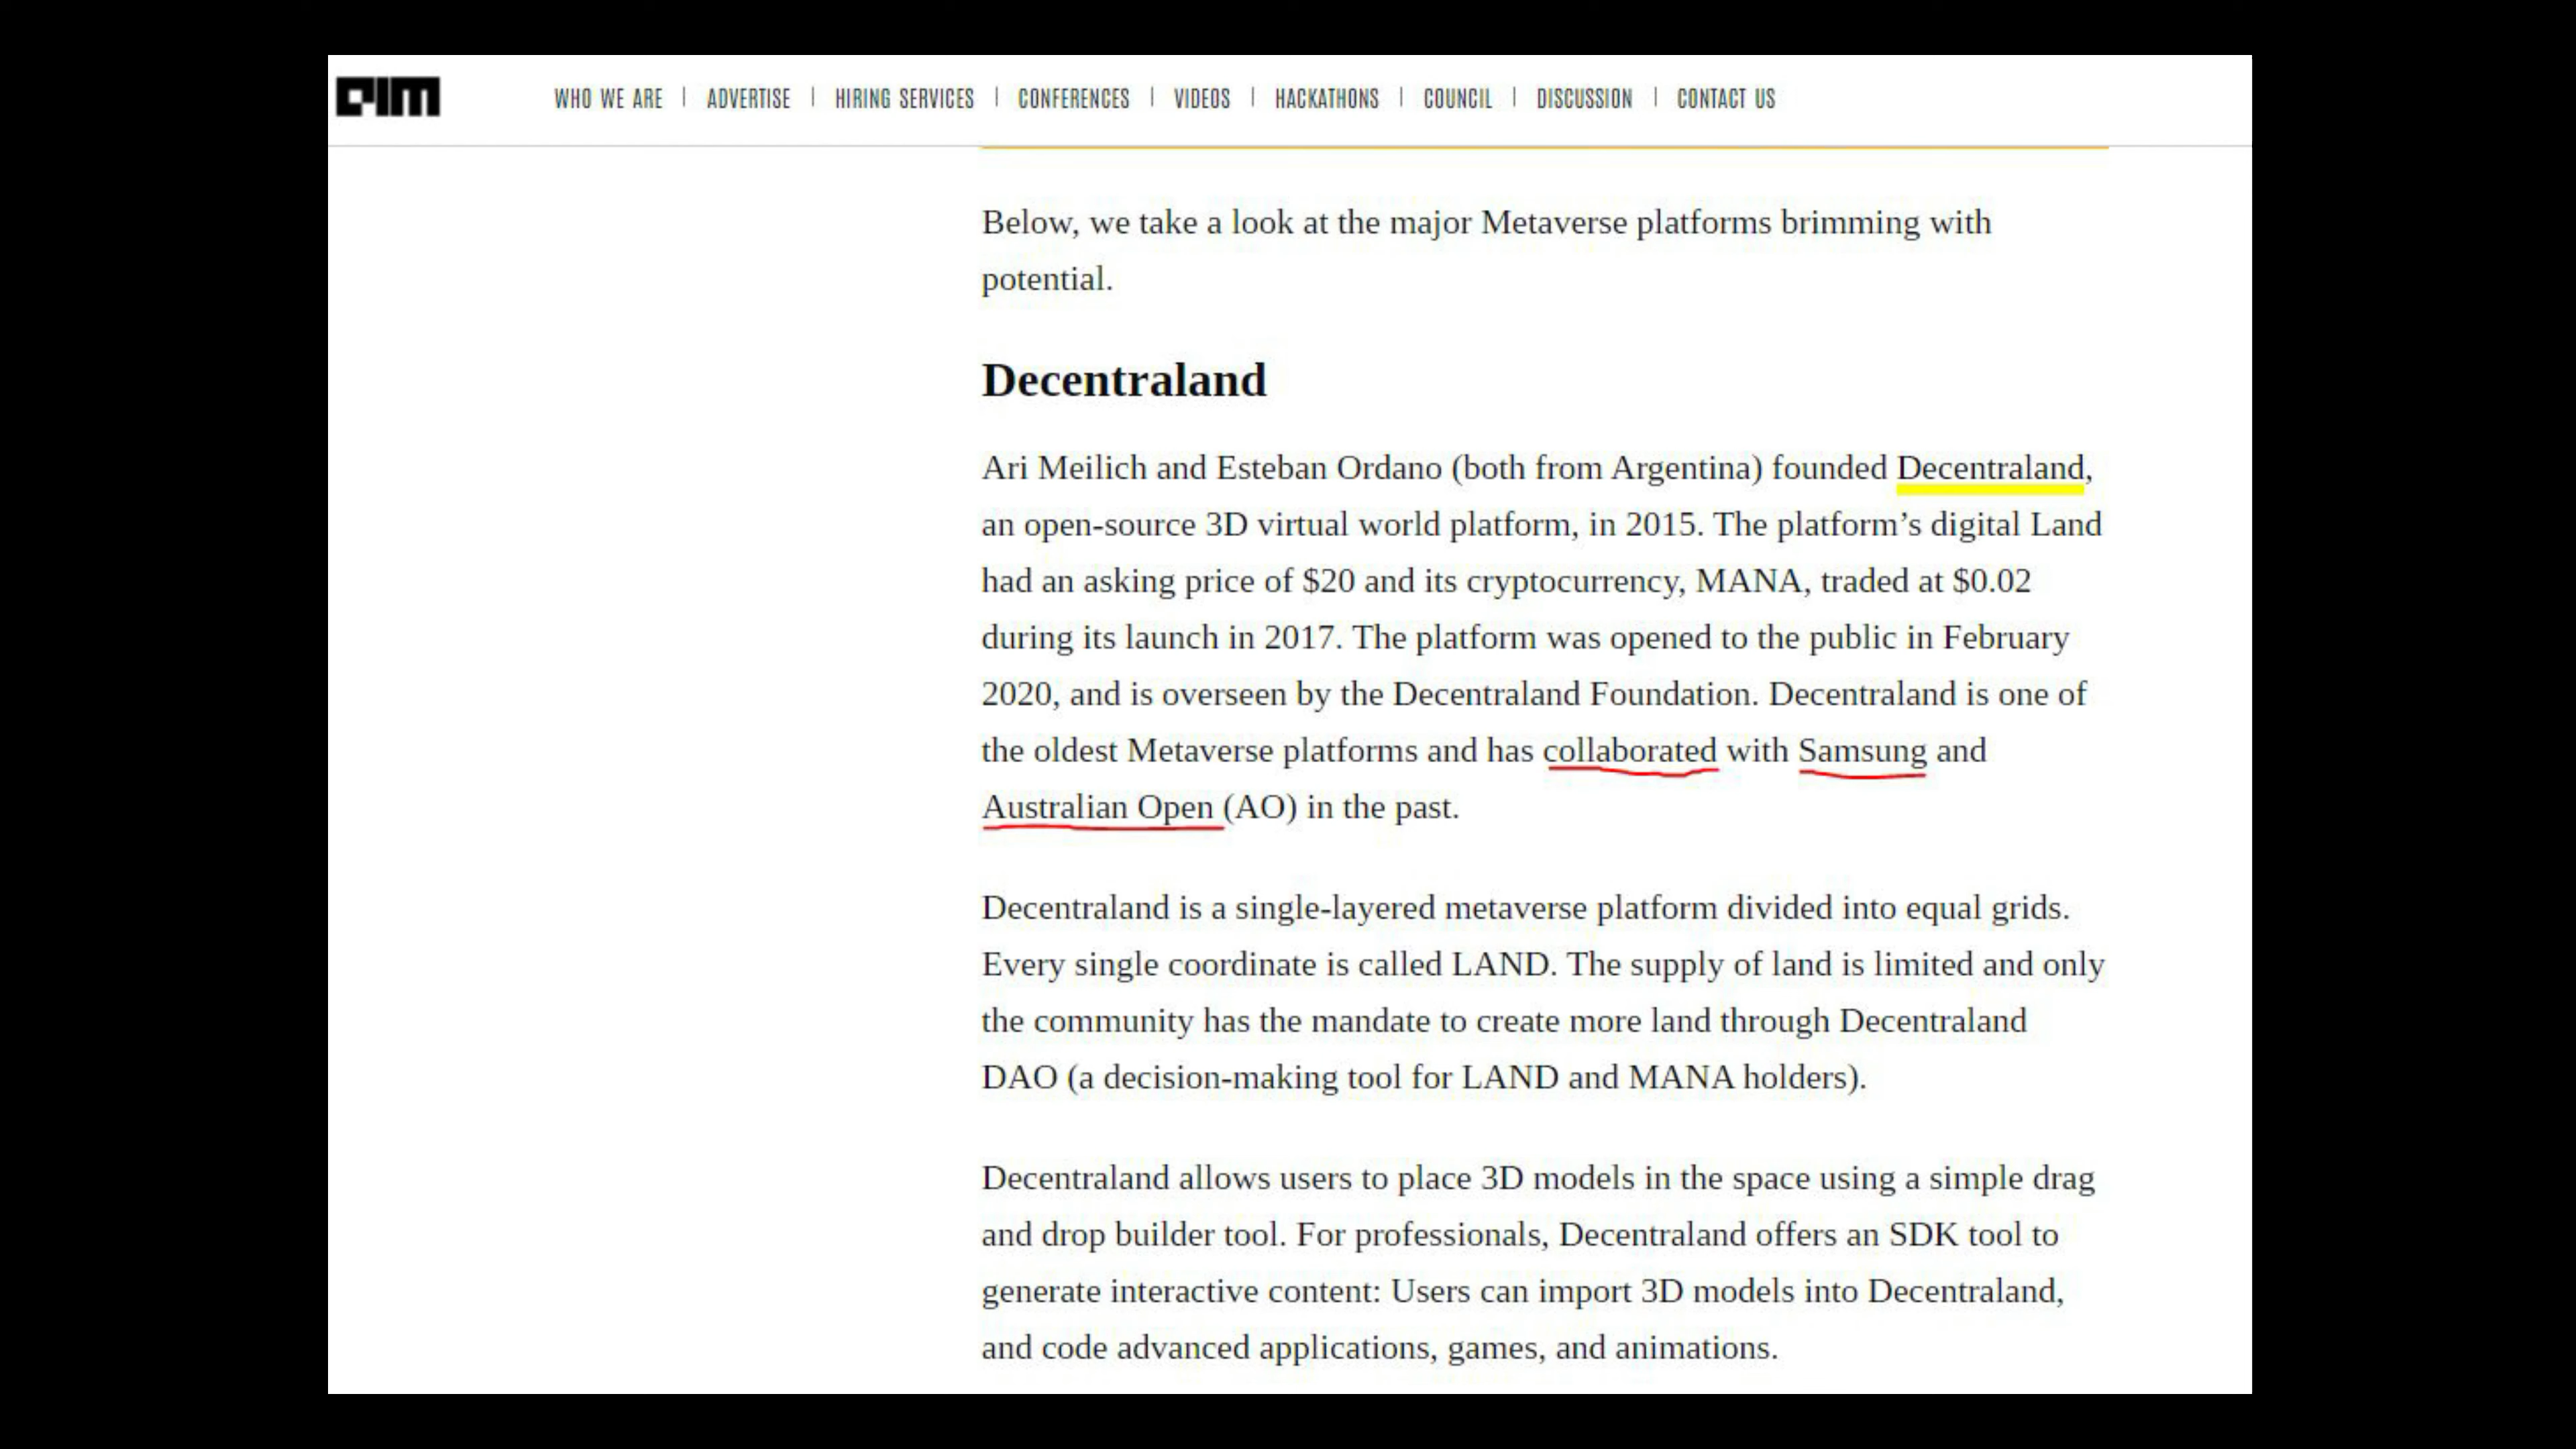 AIM
WHO WE ARE | ADVERTISE | HIRING SERVICES | CONFERENCES | VIDEOS | HACKATHONS | COUNCIL | DISCUSSION | CONTACT US
Below, we take a look at the major Metaverse platforms brimming with
potential.
Decentraland
Ari Meilich and Esteban Ordano (both from Argentina) founded Decentraland,
an open-source 3D virtual world platform, in 2015. The platform’s digital Land
had an asking price of $20 and its cryptocurrency, MANA, traded at $0.02
during its launch in 2017. The platform was opened to the public in February
2020, and is overseen by the Decentraland Foundation. Decentraland is one of
the oldest Metaverse platforms and has collaborated with Samsung and
Australian Open (AO) in the past.
Decentraland is a single-layered metaverse platform divided into equal grids.
Every single coordinate is called LAND. The supply of land is limited and only
the community has the mandate to create more land through Decentraland
DAO (a decision-making tool for LAND and MANA holders).
Decentraland allows users to place 3D models in the space using a simple drag
and drop builder tool. For professionals, Decentraland offers an SDK tool to
generate interactive content: Users can import 3D models into Decentraland,
and code advanced applications, games, and animations.